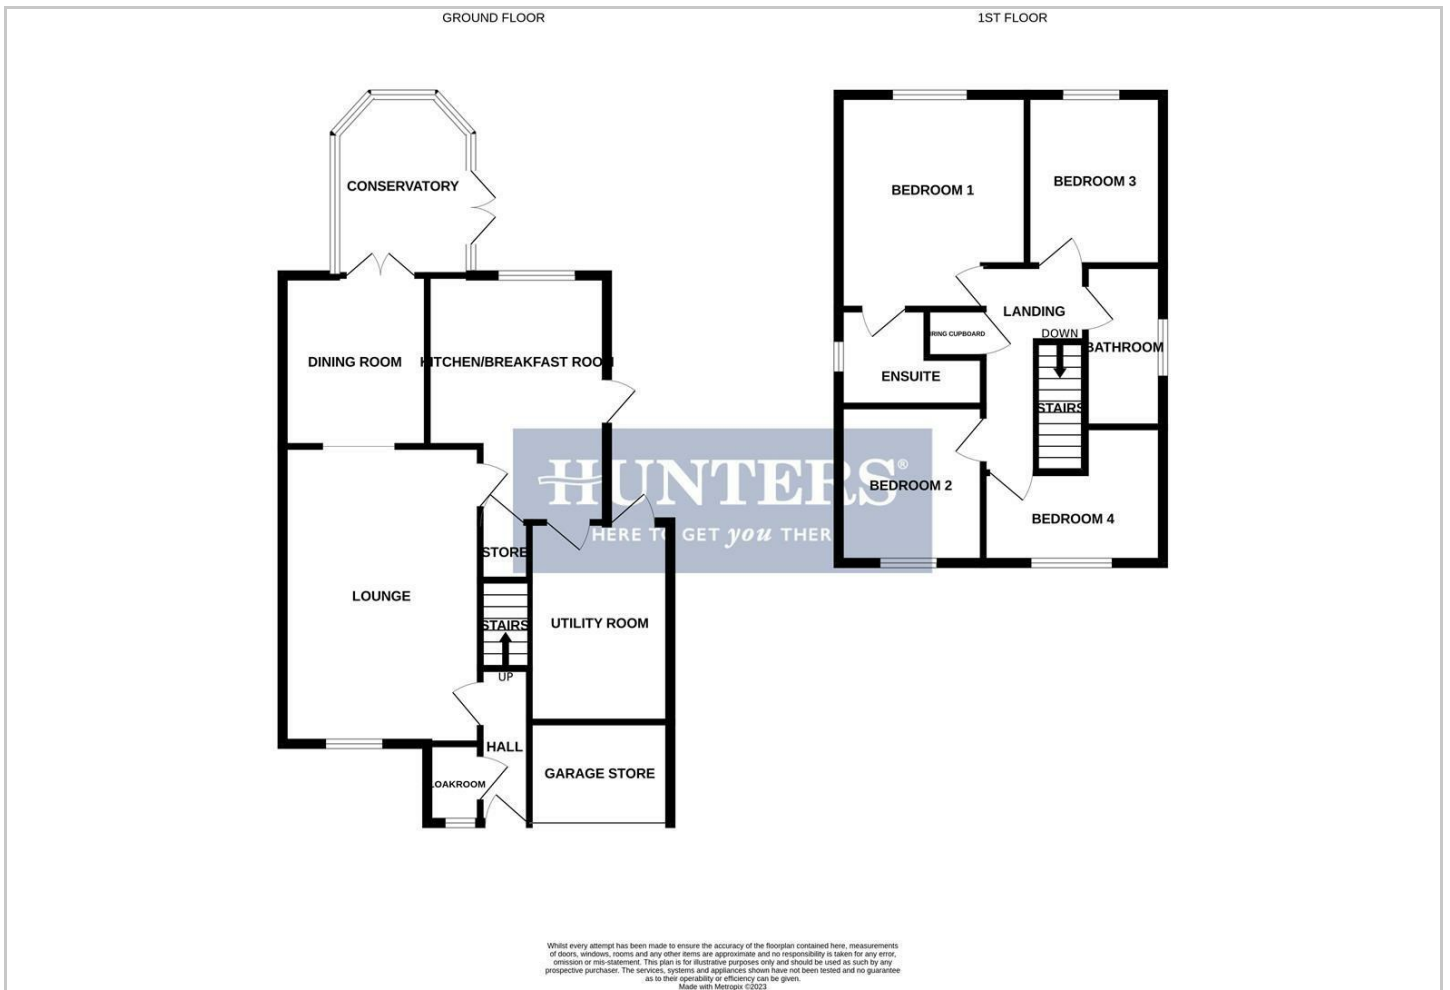 GROUND FLOOR
1ST FLOOR
CONSERVATORY
DINING ROOM
KITCHEN/BREAKFAST ROOM
LOUNGE
STORE
STAIRS
UP
UTILITY ROOM
HALL
OAKROOM
GARAGE STORE
BEDROOM 1
BEDROOM 3
LANDING
DOWN
RING CUPBOARD
BATHROOM
ENSUITE
STAIRS
BEDROOM 2
BEDROOM 4
HUNTERS®
HERE TO GET you THER
Whilst every attempt has been made to ensure the accuracy of the floorplan contained here, measurements
of doors, windows, rooms and any other items are approximate and no responsibility is taken for any error,
omission or mis-statement. This plan is for illustrative purposes only and should be used as such by any
prospective purchaser. The services, systems and appliances shown have not been tested and no guarantee
as to their operability or efficiency can be given.
Made with Metropix ©2023